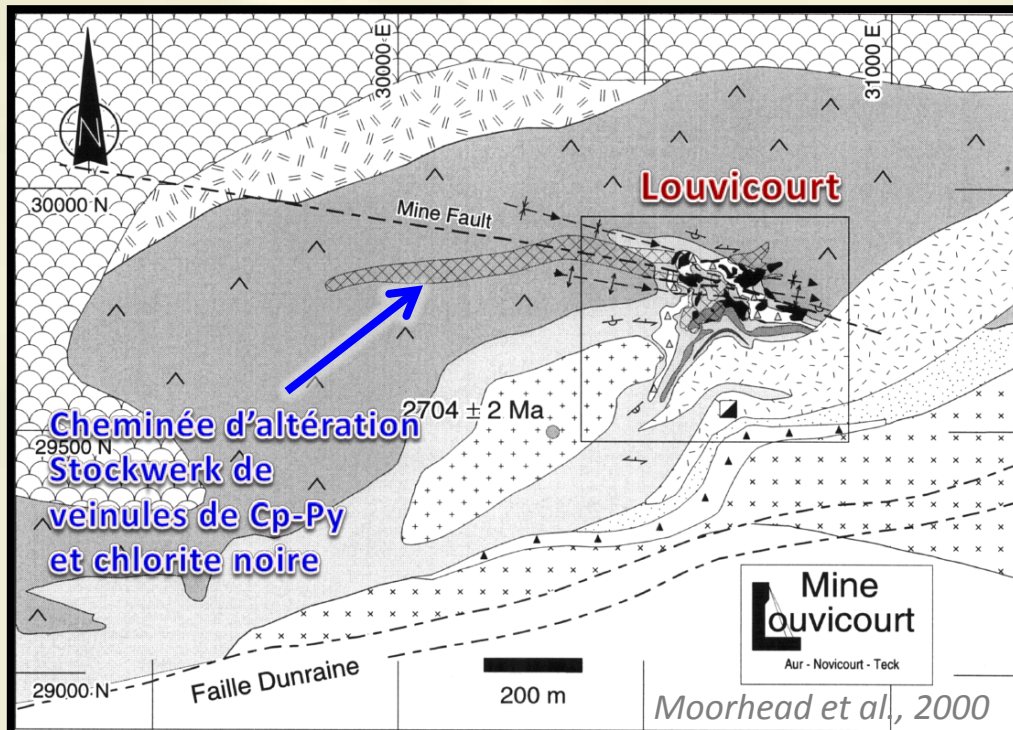 30000 E
31000 E
N
30000 N
Mine Fault
Louvicourt
Cheminée d'altération
2704 ± 2 Ma
29500 N
Stockwerk de
veinules de Cp-Py
et chlorite noire
Mine
Louvicourt
Aur - Novicourt - Teck
Faille Dunraine
29000 N
200 m
Moorhead et al., 2000